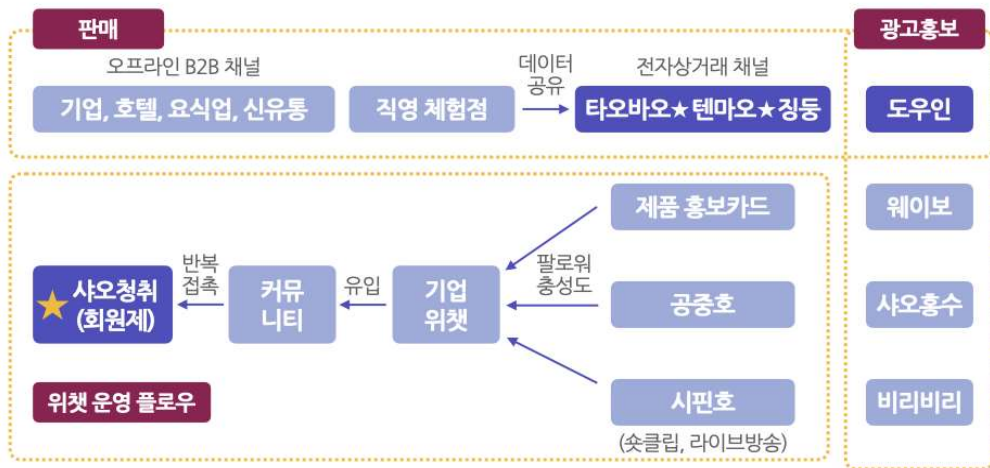 판매
광고홍보
오프라인 B2B 채널
데이터
공유
전자상거래 채널
기업, 호텔, 요식업, 신유통
직영 체험점
타오바오★텐마오★징둥
도우인
제품 홍보카드
웨이보
반복
접촉
팔로워
충성도
★ 샤오청취
(회원제)
커뮤
니티
유입
기업
위챗
공중호
샤오홍수
위챗 운영 플로우
시핀호
비리비리
(숏클립, 라이브방송)